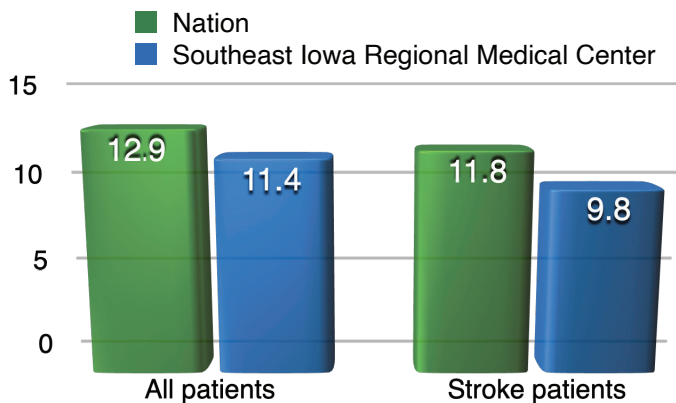 Nation
Southeast Iowa Regional Medical Center
15
10
5
0
12.9
11.4
11.8
9.8
All patients
Stroke patients